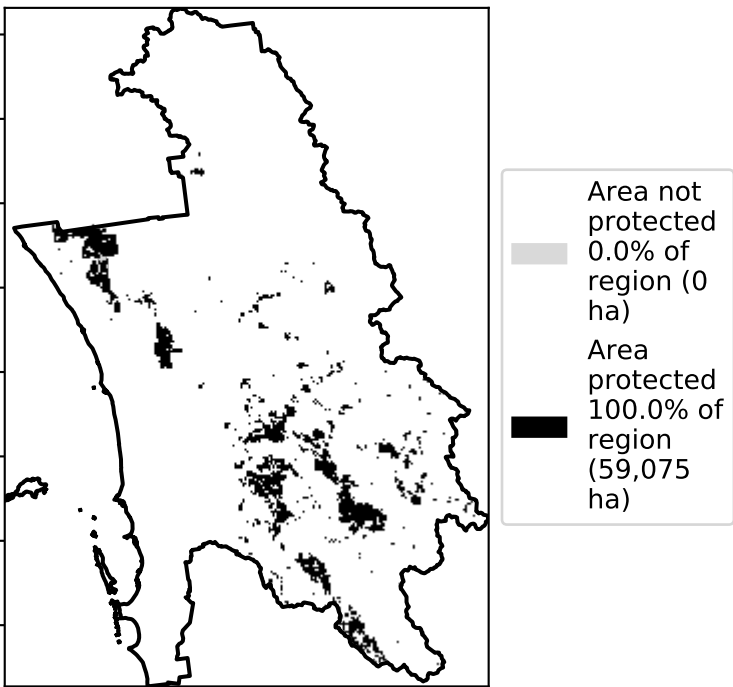 Area not
protected
0.0% of
region (0
ha)
Area
protected
100.0% of
region
(59,075
ha)